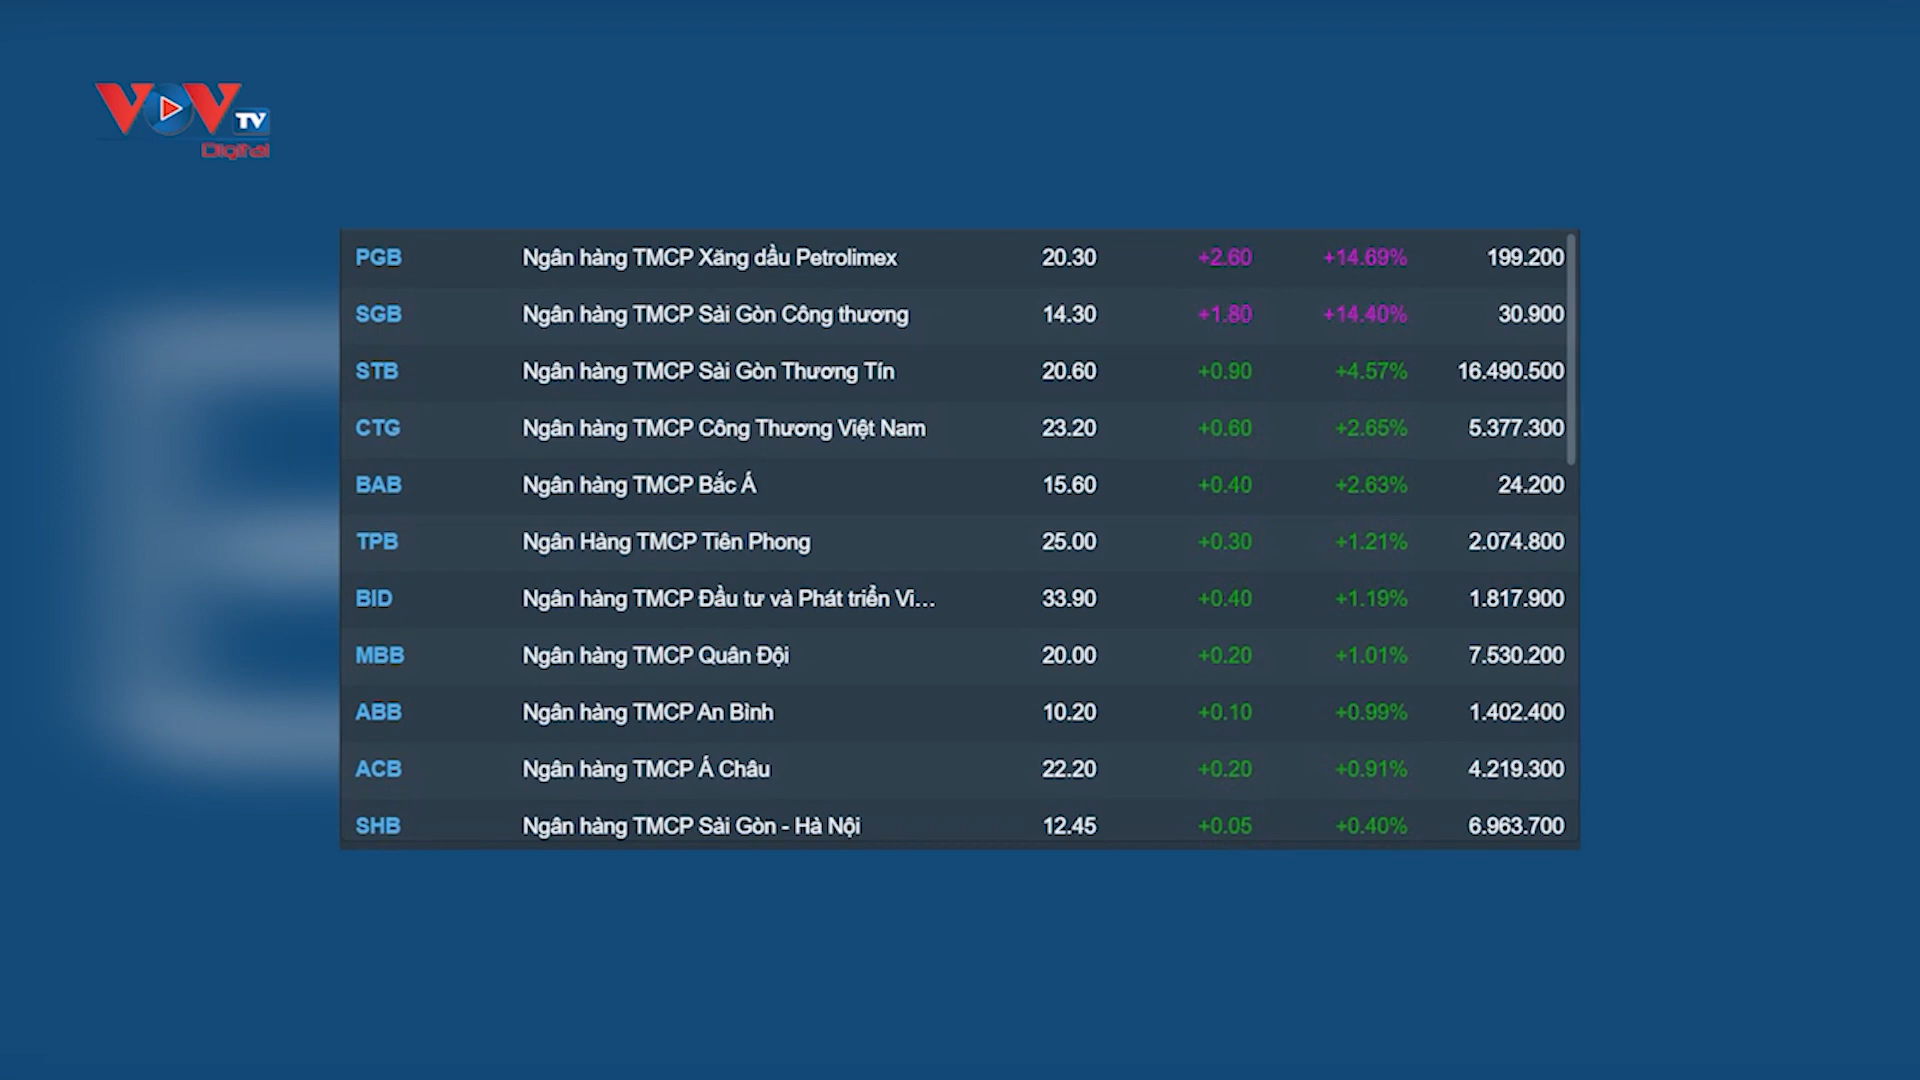 VOV TV
Digital
PGB Ngân hàng TMCP Xăng dầu Petrolimex 20.30 +2.60 +14.69% 199.200
SGB Ngân hàng TMCP Sài Gòn Công thương 14.30 +1.80 +14.40% 30.900
STB Ngân hàng TMCP Sài Gòn Thương Tín 20.60 +0.90 +4.57% 16.490.500
CTG Ngân hàng TMCP Công Thương Việt Nam 23.20 +0.60 +2.65% 5.377.300
BAB Ngân hàng TMCP Bắc Á 15.60 +0.40 +2.63% 24.200
TPB Ngân Hàng TMCP Tiên Phong 25.00 +0.30 +1.21% 2.074.800
BID Ngân hàng TMCP Đầu tư và Phát triển Vi... 33.90 +0.40 +1.19% 1.817.900
MBB Ngân hàng TMCP Quân Đội 20.00 +0.20 +1.01% 7.530.200
ABB Ngân hàng TMCP An Bình 10.20 +0.10 +0.99% 1.402.400
ACB Ngân hàng TMCP Á Châu 22.20 +0.20 +0.91% 4.219.300
SHB Ngân hàng TMCP Sài Gòn - Hà Nội 12.45 +0.05 +0.40% 6.963.700